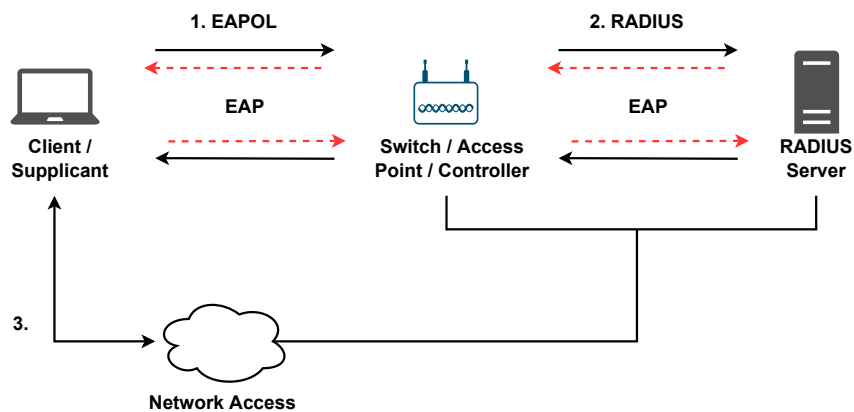 1. EAPOL
2. RADIUS
EAP
EAP
Client /
Supplicant
Switch / Access
Point / Controller
RADIUS
Server
3.
Network Access